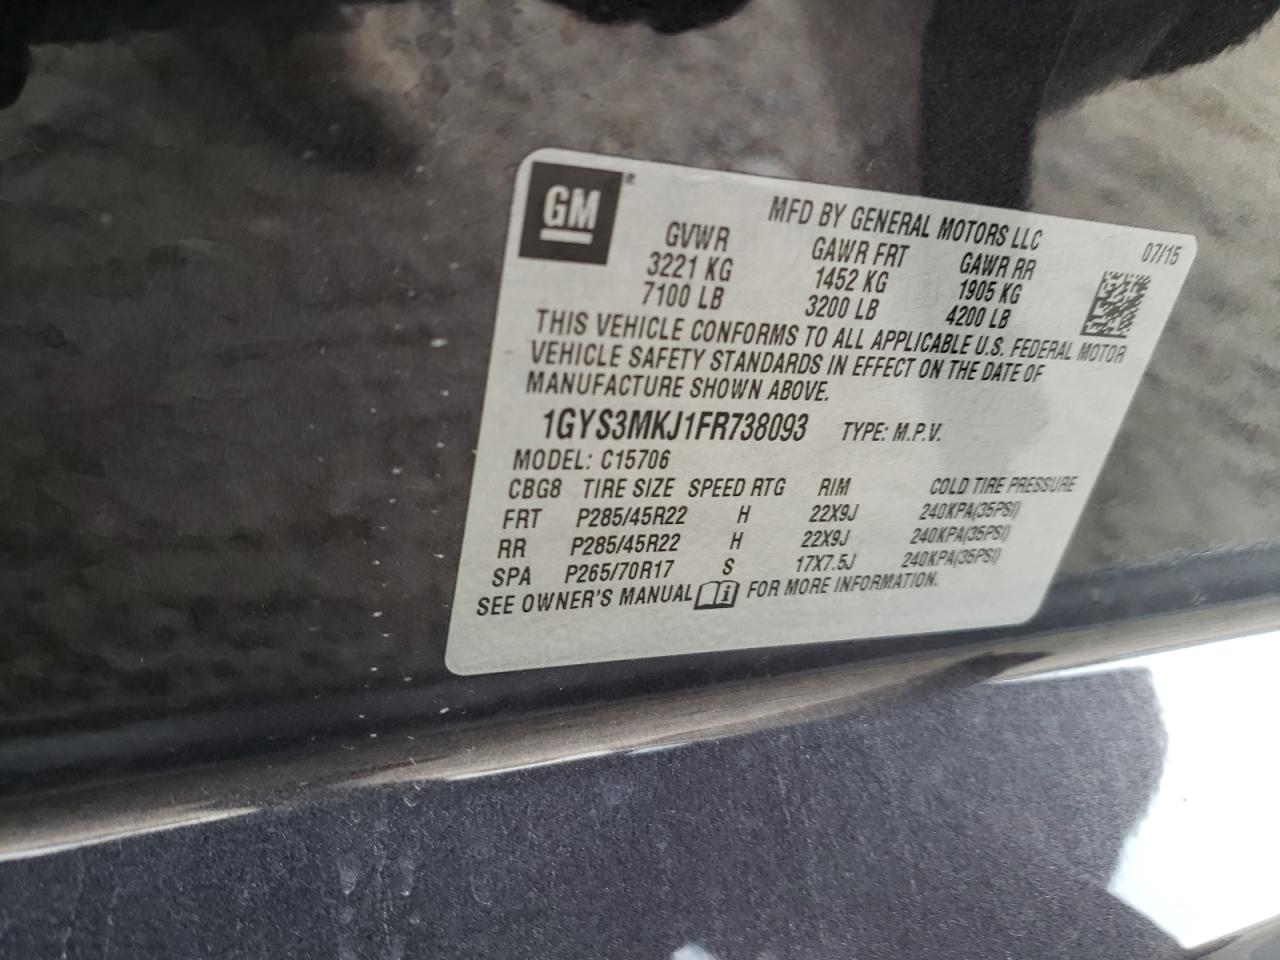 GM®
MFD BY GENERAL MOTORS LLC
07/15
GVWR GAWR FRT GAWR RR
3221 KG 1452 KG 1905 KG
7100 LB 3200 LB 4200 LB
THIS VEHICLE CONFORMS TO ALL APPLICABLE U.S. FEDERAL MOTOR
VEHICLE SAFETY STANDARDS IN EFFECT ON THE DATE OF
MANUFACTURE SHOWN ABOVE.
1GYS3MKJ1FR738093 TYPE: M.P.V.
MODEL: C15706
CBG8 TIRE SIZE SPEED RTG RIM COLD TIRE PRESSURE
FRT P285/45R22 H 22X9J 240KPA(35PSI)
RR P285/45R22 H 22X9J 240KPA(35PSI)
SPA P265/70R17 S 17X7.5J 240KPA(35PSI)
SEE OWNER'S MANUAL i FOR MORE INFORMATION.